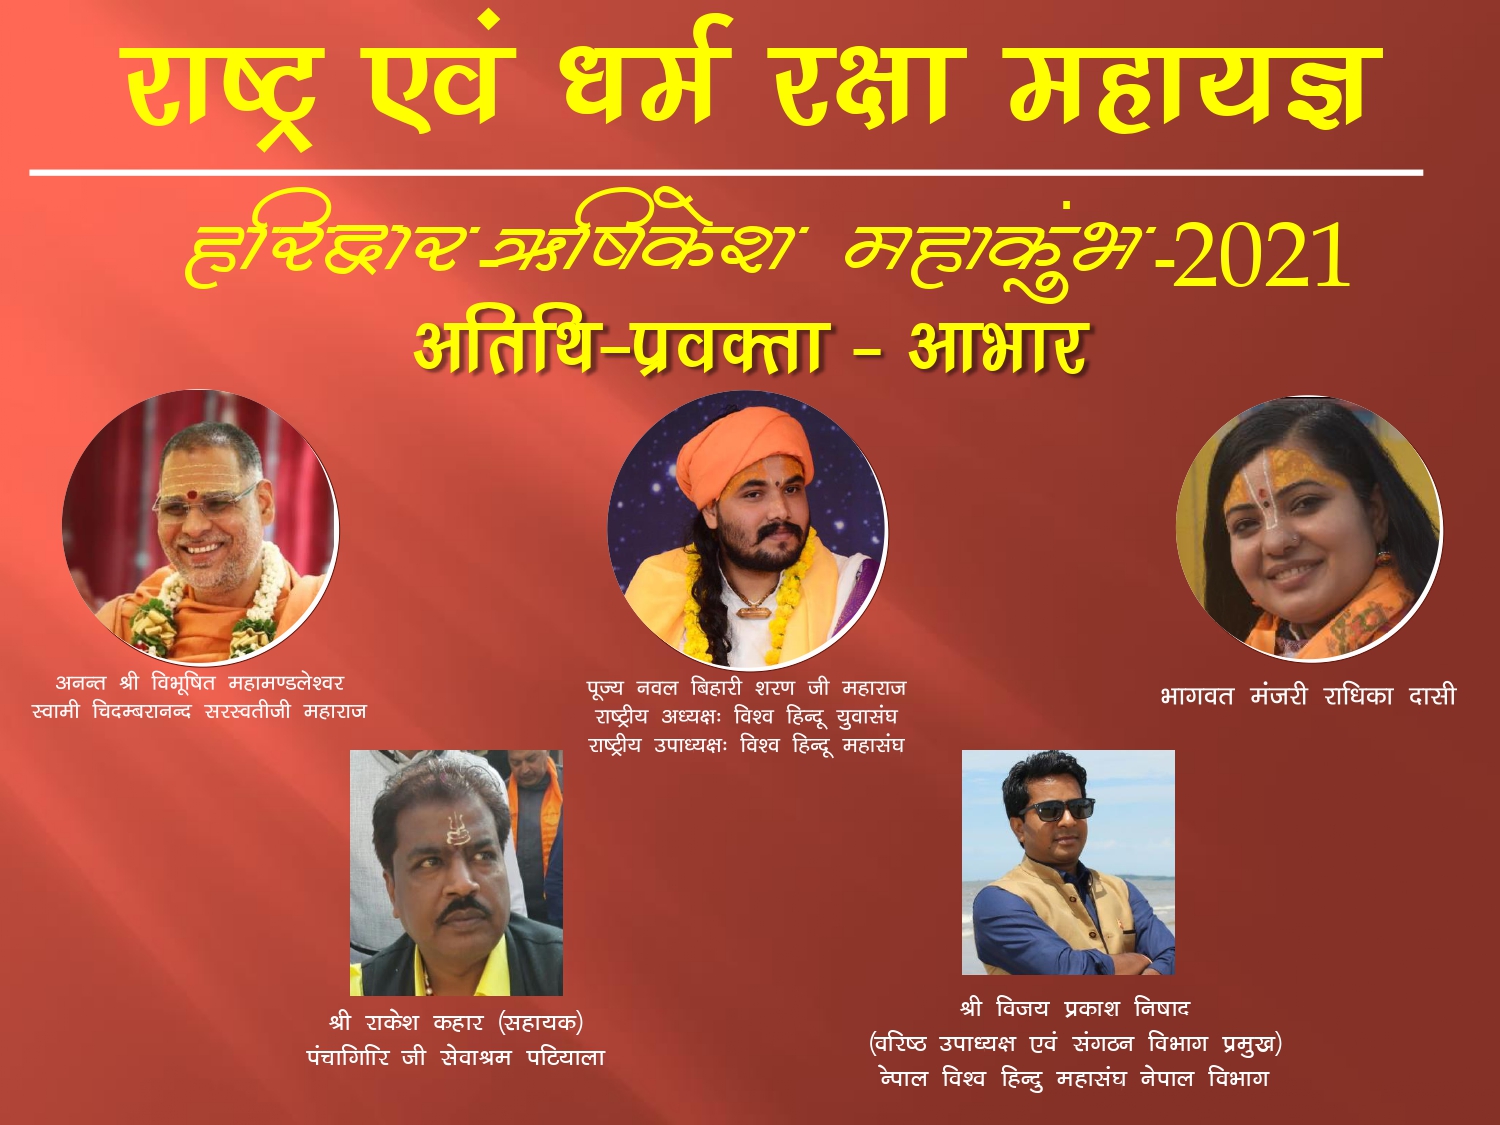 राष्ट्र एवं धर्म रक्षा महायज्ञ
हरिद्वार-ऋषिकेश महाकुंभ-2021
अतिथि-प्रवक्ता - आभार
अनन्त श्री विभूषित महामण्डलेश्वर
स्वामी चिदम्बरानन्द सरस्वतीजी महाराज
पूज्य नवल बिहारी शरण जी महाराज
राष्ट्रीय अध्यक्षः विश्व हिन्दू युवासंघ
राष्ट्रीय उपाध्यक्षः विश्व हिन्दू महासंघ
भागवत मंजरी राधिका दासी
श्री राकेश कहार (सहायक)
पंचागिारि जी सेवाश्रम पटियाला
श्री विजय प्रकाश निषाद
(वरिष्ठ उपाध्यक्ष एवं संगठन विभाग प्रमुख)
नेपाल विश्व हिन्दु महासंघ नेपाल विभाग